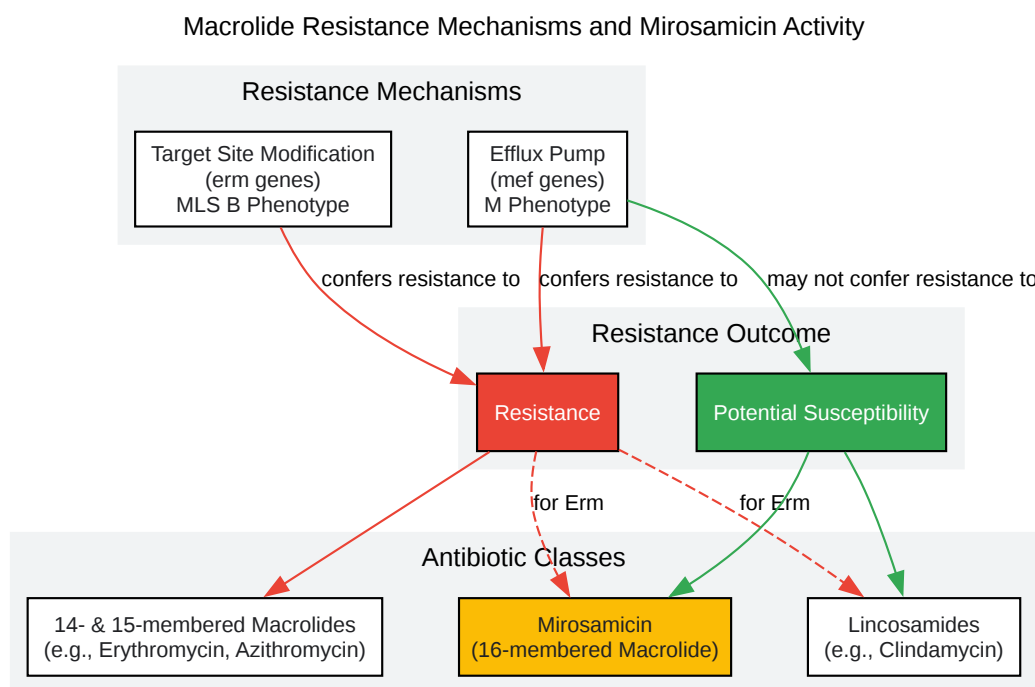 Macrolide Resistance Mechanisms and Mirosamicin Activity
Resistance Mechanisms
Target Site Modification
(erm genes)
MLS B Phenotype
Efflux Pump
(mef genes)
M Phenotype
confers resistance to
confers resistance to
may not confer resistance to
Resistance Outcome
Resistance
Potential Susceptibility
for Erm
for Erm
Antibiotic Classes
14- & 15-membered Macrolides
(e.g., Erythromycin, Azithromycin)
Mirosamicin
(16-membered Macrolide)
Lincosamides
(e.g., Clindamycin)